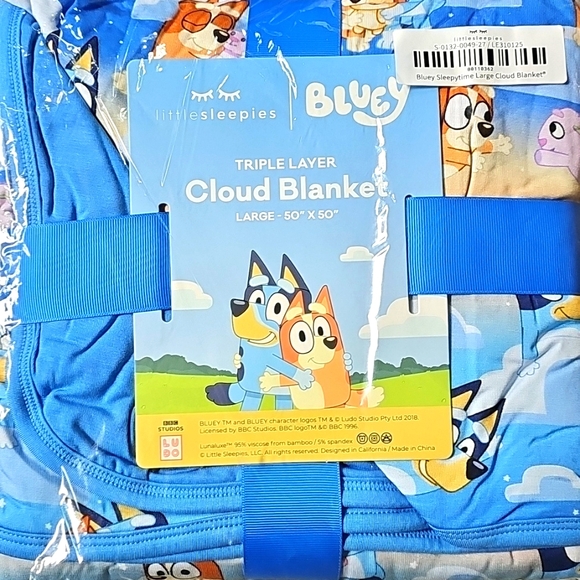 littlesleepies
S-0132-0049-27 / LE310125
00110362
Bluey Sleepytime Large Cloud Blanket®
littlesleepies
BLUEY
TRIPLE LAYER
Cloud Blanket
LARGE - 50" X 50"
BBC
STUDIOS
LUDO
BLUEY TM and BLUEY character logos TM & © Ludo Studio Pty Ltd 2018.
Licensed by BBC Studios. BBC logoTM &© BBC 1996.
Lunaluxe™ 95% viscose from bamboo / 5% spandex
© Little Sleepies, LLC. All rights reserved. Designed in California / Made in China